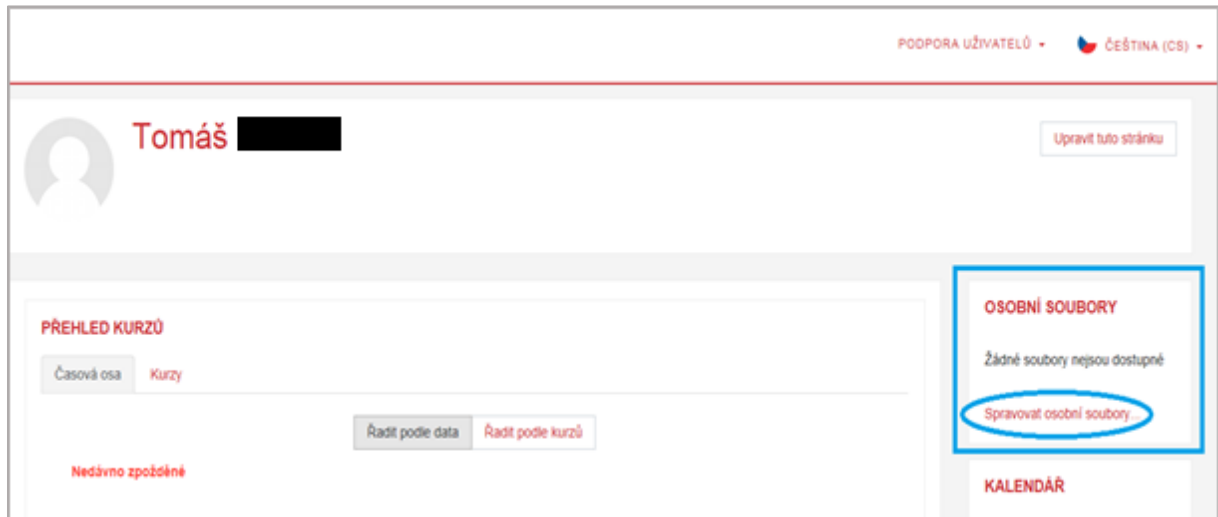 PODPORA UŽIVATELŮ
ČEŠTINA (CS)
Tomáš
Upravit tuto stránku
PŘEHLED KURZŮ
Časová osa
Kurzy
Řadit podle data
Řadit podle kurzů
Nedávno zpožděné
OSOBNÍ SOUBORY
Žádné soubory nejsou dostupné
Spravovat osobní soubory...
KALENDÁŘ